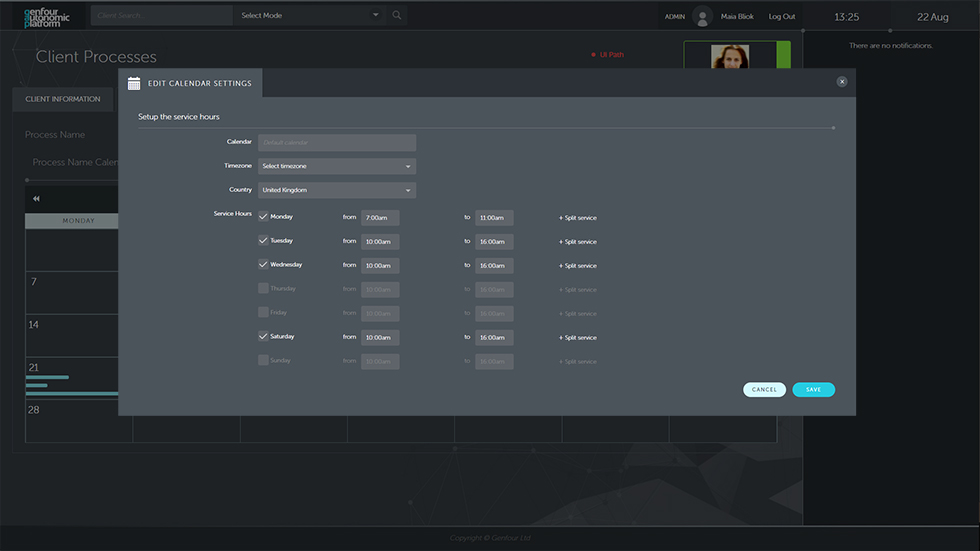 genfour
autonomic
platform
Client Search
Select Mode
ADMIN
Maia Bliok
Log Out
13:25
22 Aug
Client Processes
UI Path
There are no notifications.
EDIT CALENDAR SETTINGS
CLIENT INFORMATION
Setup the service hours
Process Name
Calendar Default calendar
Process Name Calen
Timezone Select timezone
Country United Kingdom
Service Hours Monday from 7:00am to 11:00am + Split service
MONDAY
Tuesday from 10:00am to 16:00am + Split service
Wednesday from 10:00am to 16:00am + Split service
7
Thursday from 10:00am to 16:00am + Split service
Friday from 10:00am to 16:00am + Split service
14
Saturday from 10:00am to 16:00am + Split service
Sunday from 10:00am to 16:00am + Split service
21
CANCEL SAVE
28
Copyright © Genfour Ltd